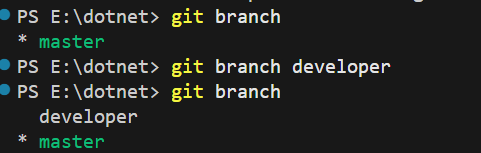 PS E:\dotnet> git branch
* master
PS E:\dotnet> git branch developer
PS E:\dotnet> git branch
  developer
* master